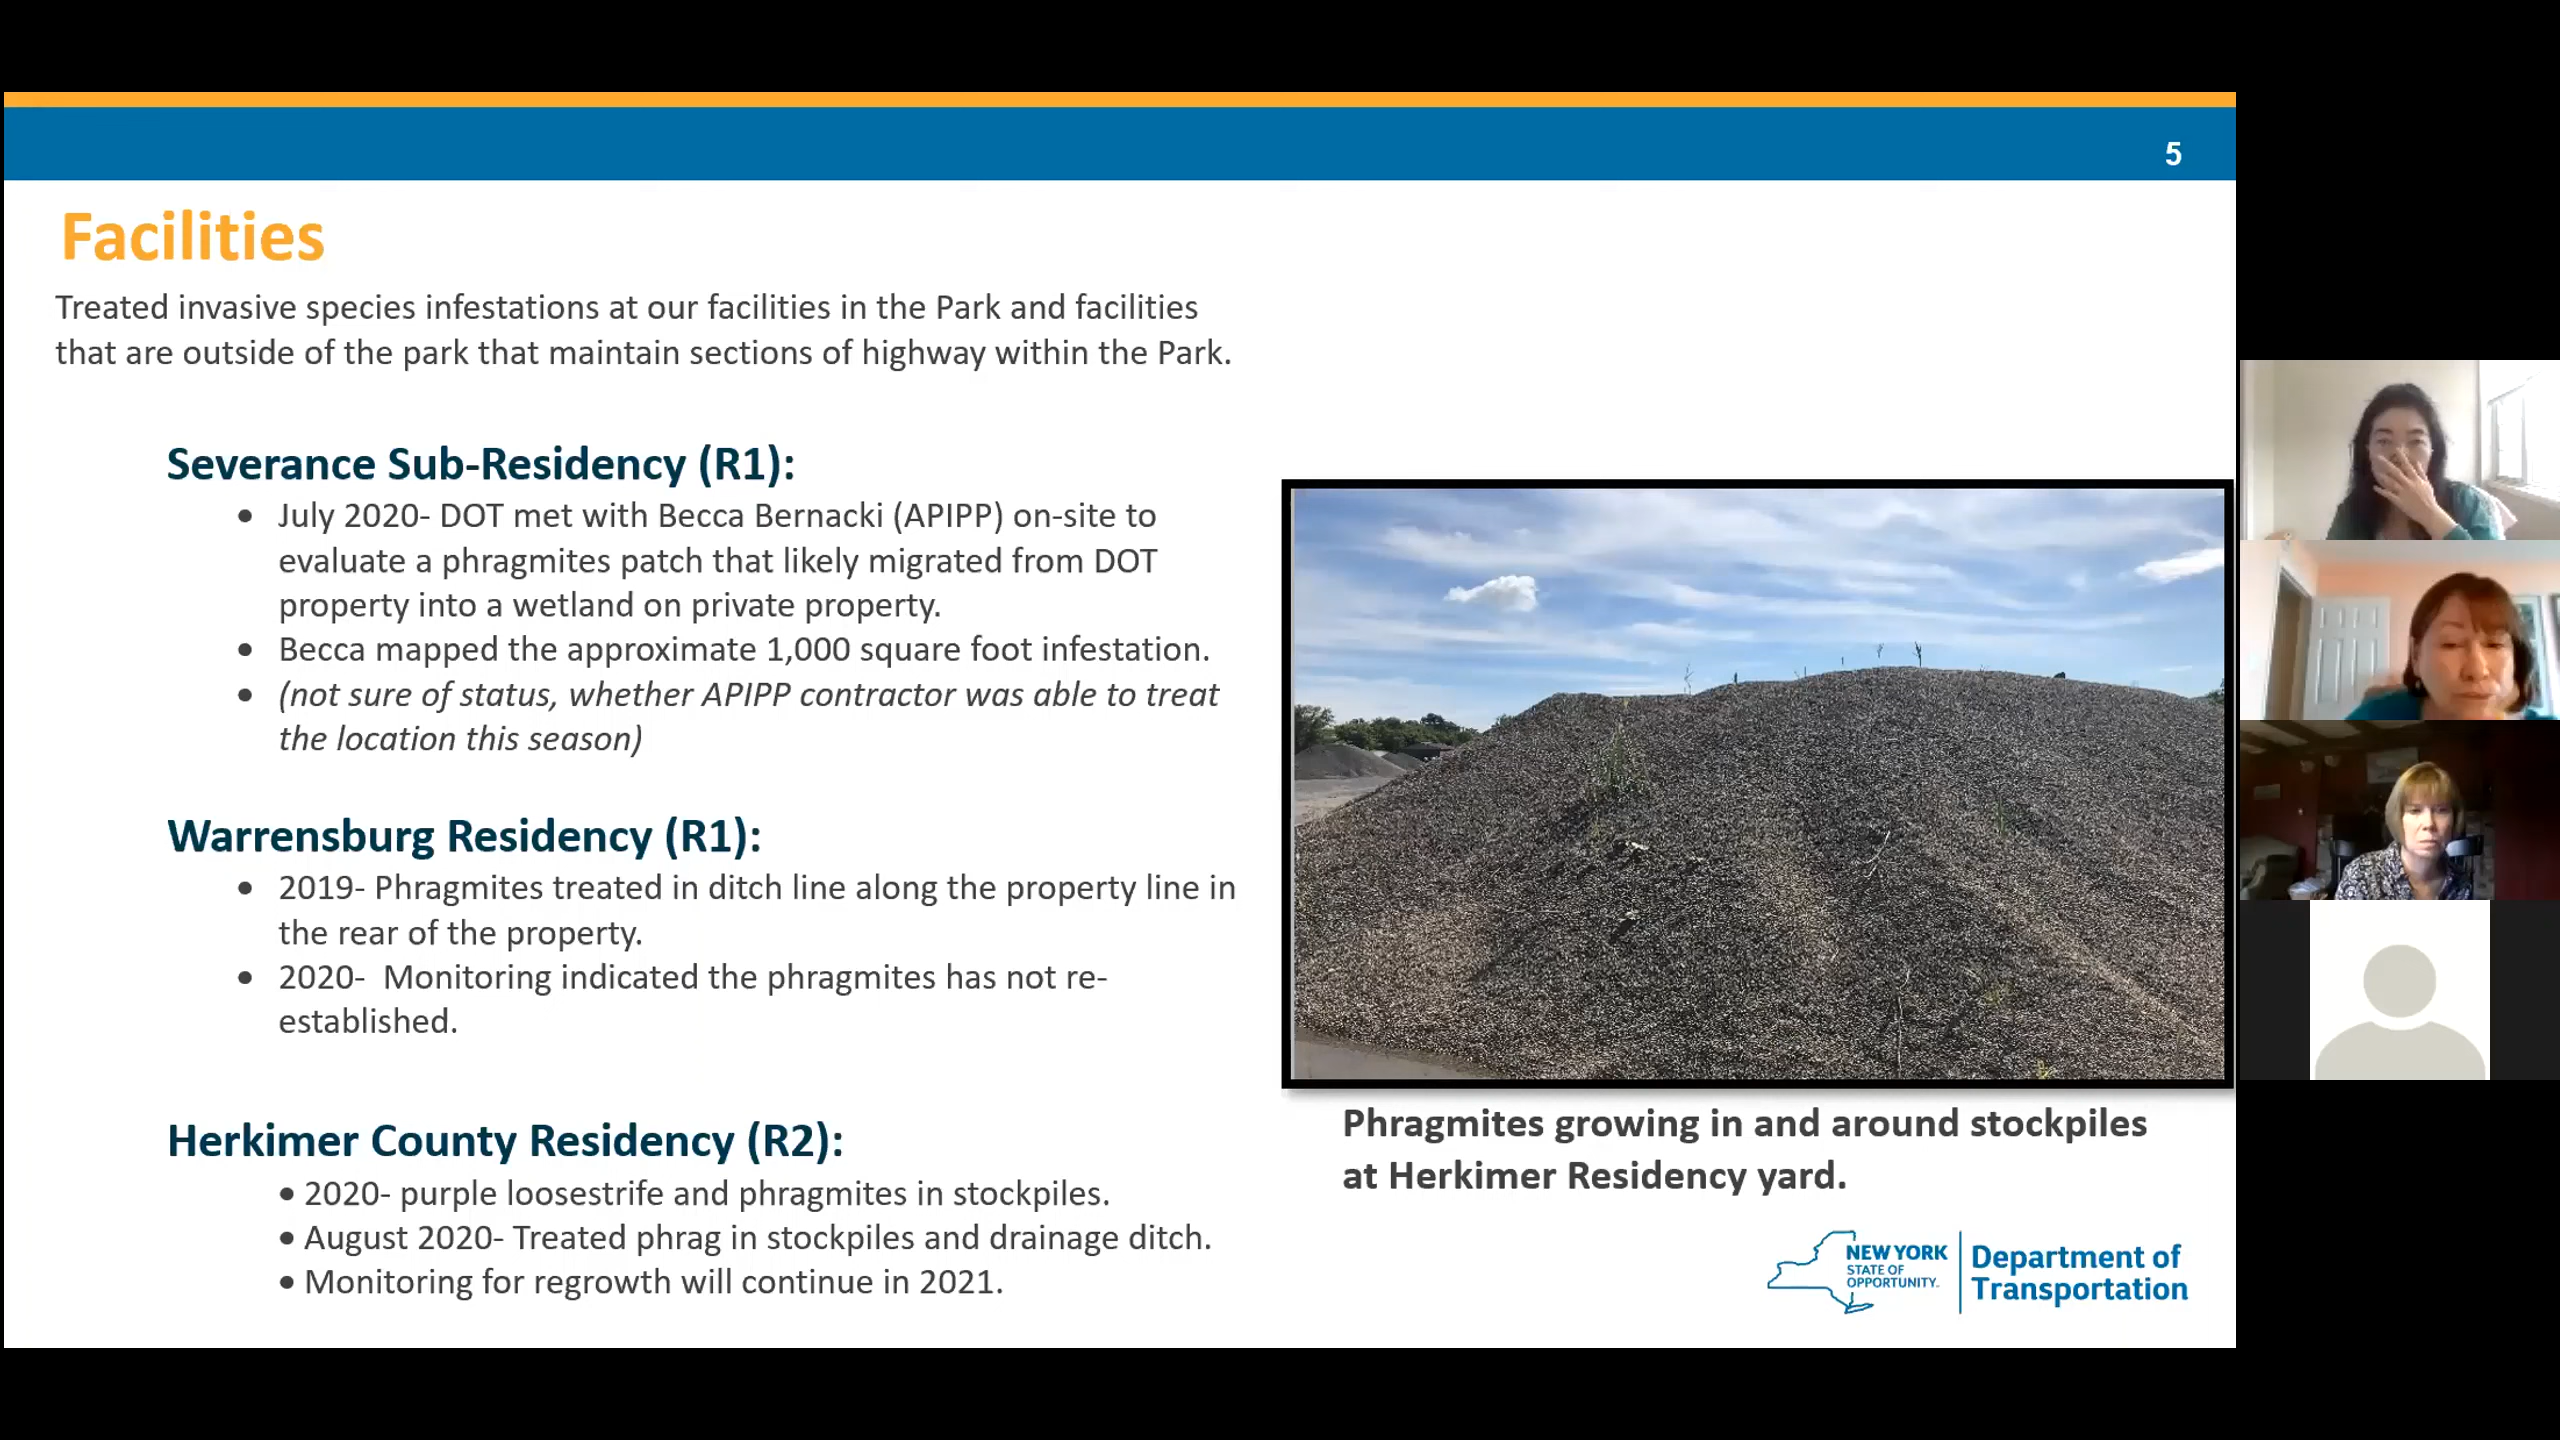 5
Facilities
Treated invasive species infestations at our facilities in the Park and facilities
that are outside of the park that maintain sections of highway within the Park.
Severance Sub-Residency (R1):
• July 2020- DOT met with Becca Bernacki (APIPP) on-site to
evaluate a phragmites patch that likely migrated from DOT
property into a wetland on private property.
• Becca mapped the approximate 1,000 square foot infestation.
• (not sure of status, whether APIPP contractor was able to treat
the location this season)
Warrensburg Residency (R1):
• 2019- Phragmites treated in ditch line along the property line in
the rear of the property.
• 2020-  Monitoring indicated the phragmites has not re-
established.
Herkimer County Residency (R2):
• 2020- purple loosestrife and phragmites in stockpiles.
• August 2020- Treated phrag in stockpiles and drainage ditch.
• Monitoring for regrowth will continue in 2021.
Phragmites growing in and around stockpiles
at Herkimer Residency yard.
NEW YORK
STATE OF
OPPORTUNITY.
Department of
Transportation